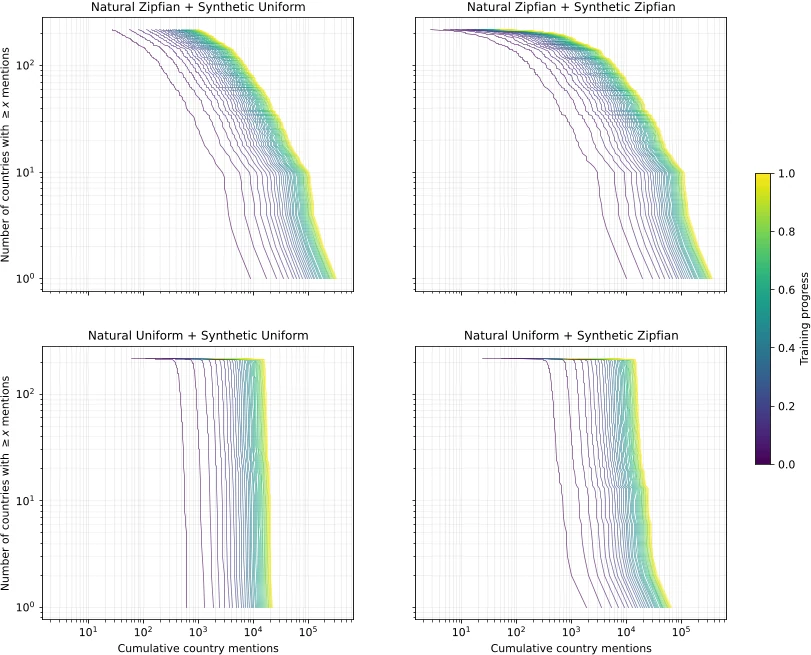 Natural Zipfian + Synthetic Uniform
Natural Zipfian + Synthetic Zipfian
Number of countries with ≥ x mentions
10²
10¹
10⁰
1.0
0.8
0.6
0.4
0.2
0.0
Training progress
Natural Uniform + Synthetic Uniform
Natural Uniform + Synthetic Zipfian
Number of countries with ≥ x mentions
10²
10¹
10⁰
10¹ 10² 10³ 10⁴ 10⁵
10¹ 10² 10³ 10⁴ 10⁵
Cumulative country mentions
Cumulative country mentions